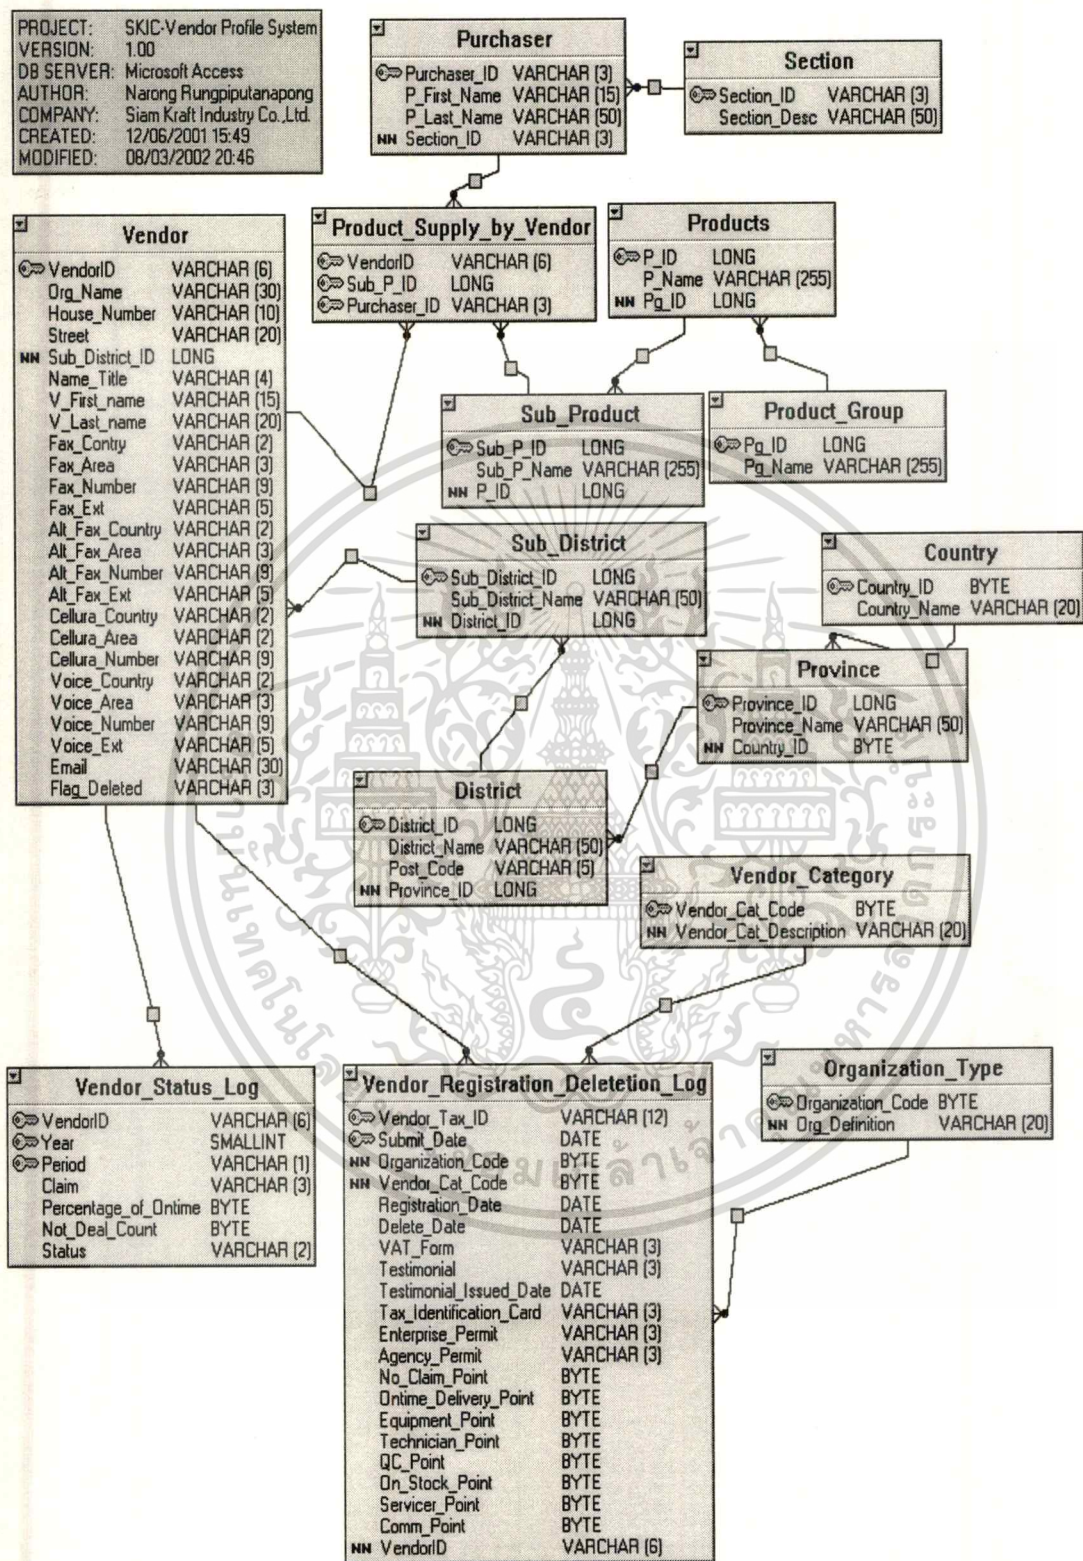 PROJECT: SKIC-Vendor Profile System
VERSION: 1.00
DB SERVER: Microsoft Access
AUTHOR: Narong Rungpiputanapong
COMPANY: Siam Kraft Industry Co.,Ltd.
CREATED: 12/06/2001 15:49
MODIFIED: 08/03/2002 20:46
Purchaser
Purchaser_ID VARCHAR (3)
P_First_Name VARCHAR (15)
P_Last_Name VARCHAR (50)
NN Section_ID VARCHAR (3)
Section
Section_ID VARCHAR (3)
Section_Desc VARCHAR (50)
Vendor
VendorID VARCHAR (6)
Org_Name VARCHAR (30)
House_Number VARCHAR (10)
Street VARCHAR (20)
NN Sub_District_ID LONG
Name_Title VARCHAR (4)
V_First_name VARCHAR (15)
V_Last_name VARCHAR (20)
Fax_Contry VARCHAR (2)
Fax_Area VARCHAR (3)
Fax_Number VARCHAR (9)
Fax_Ext VARCHAR (5)
Alt_Fax_Country VARCHAR (2)
Alt_Fax_Area VARCHAR (3)
Alt_Fax_Number VARCHAR (9)
Alt_Fax_Ext VARCHAR (5)
Cellura_Country VARCHAR (2)
Cellura_Area VARCHAR (2)
Cellura_Number VARCHAR (9)
Voice_Country VARCHAR (2)
Voice_Area VARCHAR (3)
Voice_Number VARCHAR (9)
Voice_Ext VARCHAR (5)
Email VARCHAR (30)
Flag_Deleted VARCHAR (3)
Product_Supply_by_Vendor
VendorID VARCHAR (6)
Sub_P_ID LONG
Purchaser_ID VARCHAR (3)
Products
P_ID LONG
P_Name VARCHAR (255)
NN Pg_ID LONG
Sub_Product
Sub_P_ID LONG
Sub_P_Name VARCHAR (255)
NN P_ID LONG
Product_Group
Pg_ID LONG
Pg_Name VARCHAR (255)
Sub_District
Sub_District_ID LONG
Sub_District_Name VARCHAR (50)
NN District_ID LONG
Country
Country_ID BYTE
Country_Name VARCHAR (20)
Province
Province_ID LONG
Province_Name VARCHAR (50)
NN Country_ID BYTE
District
District_ID LONG
District_Name VARCHAR (50)
Post_Code VARCHAR (5)
NN Province_ID LONG
Vendor_Category
Vendor_Cat_Code BYTE
NN Vendor_Cat_Description VARCHAR (20)
Vendor_Status_Log
VendorID VARCHAR (6)
Year SMALLINT
Period VARCHAR (1)
Claim VARCHAR (3)
Percentage_of_Ontime BYTE
Not_Deal_Count BYTE
Status VARCHAR (2)
Vendor_Registration_Deletetion_Log
Vendor_Tax_ID VARCHAR (12)
Submit_Date DATE
NN Organization_Code BYTE
NN Vendor_Cat_Code BYTE
Registration_Date DATE
Delete_Date DATE
VAT_Form VARCHAR (3)
Testimonial VARCHAR (3)
Testimonial_Issued_Date DATE
Tax_Identification_Card VARCHAR (3)
Enterprise_Permit VARCHAR (3)
Agency_Permit VARCHAR (3)
No_Claim_Point BYTE
Ontime_Delivery_Point BYTE
Equipment_Point BYTE
Technician_Point BYTE
QC_Point BYTE
On_Stock_Point BYTE
Servicer_Point BYTE
Comm_Point BYTE
NN VendorID VARCHAR (6)
Organization_Type
Organization_Code BYTE
NN Org_Definition VARCHAR (20)